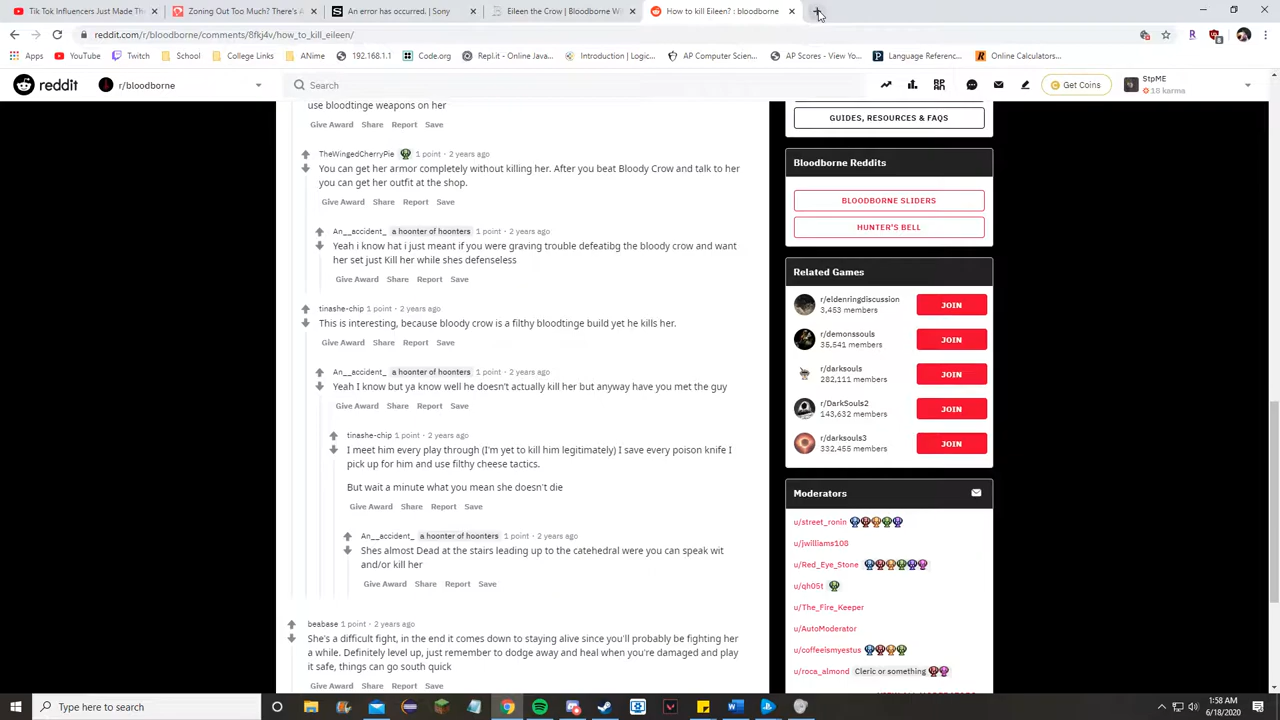 TikTok Influencers Just Made The
Zoning Out Too Much? There's A
An error has occurred. | Sony
Eileen the Crow | Bloodborne Wi
How to kill Eileen? : bloodborne
reddit.com/r/bloodborne/comments/8fkj4v/how_to_kill_eileen/
Apps
YouTube
Twitch
School
College Links
ANime
192.168.1.1
Code.org
Repl.it - Java (Onlin...
Introduction | Logic...
AP Computer Scien...
AP Scores - View Yo...
Language Referenc...
Online Calculators...
reddit
r/bloodborne
Search
Get Coins
StpME
18 karma
use bloodtinge weapons on her
Give Award Share Report Save
TheWingedCherryPie 1 point · 2 years ago
You can get her armor completely without killing her. After you beat Bloody Crow and talk to her
you can get her outfit at the shop.
Give Award Share Report Save
An__accident_ a hoonter of hoonters 1 point · 2 years ago
Yeah i know hat i just meant if you were graving trouble defeatibg the bloody crow and want
her set just Kill her while shes defenseless
Give Award Share Report Save
tinashe-chip 1 point · 2 years ago
This is interesting, because bloody crow is a filthy bloodtinge build yet he kills her.
Give Award Share Report Save
An__accident_ a hoonter of hoonters 1 point · 2 years ago
Yeah I know but ya know well he doesn't actually kill her but anyway have you met the guy
Give Award Share Report Save
tinashe-chip 1 point · 2 years ago
I meet him every play through (I'm yet to kill him legitimately) I save every poison knife I
pick up for him and use filthy cheese tactics.
But wait a minute what you mean she doesn't die
Give Award Share Report Save
An__accident_ a hoonter of hoonters 1 point · 2 years ago
Shes almost Dead at the stairs leading up to the catehedral were you can speak wit
and/or kill her
Give Award Share Report Save
beabase 1 point · 2 years ago
She's a difficult fight, in the end it comes down to staying alive since you'll probably be fighting her
a while. Definitely level up, just remember to dodge away and heal when you're damaged and play
it safe, things can go south quick
Give Award Share Report Save
GUIDES, RESOURCES & FAQS
Bloodborne Reddits
BLOODBORNE SLIDERS
HUNTER'S BELL
Related Games
r/eldenringdiscussion
3,453 members
JOIN
r/demonssouls
35,541 members
JOIN
r/darksouls
282,111 members
JOIN
r/DarkSouls2
143,632 members
JOIN
r/darksouls3
332,455 members
JOIN
Moderators
u/street_ronin
u/jwilliams108
u/Red_Eye_Stone
u/qh05t
u/The_Fire_Keeper
u/AutoModerator
u/coffeeismyestus
u/roca_almond Cleric or something
VIEW ALL MODERATORS
Type here to search
1:58 AM
6/18/2020